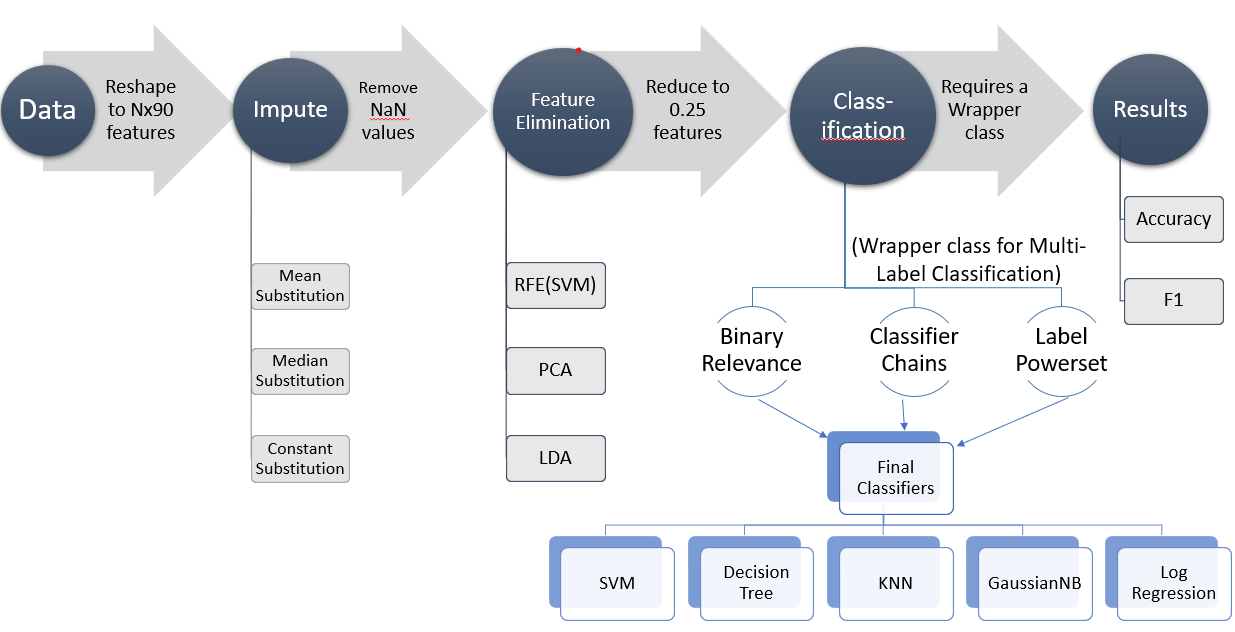 Data
Reshape
to Nx90
features
Impute
Remove
NaN
values
Feature
Elimination
Reduce to
0.25
features
Class-
ification
Requires a
Wrapper
class
Results
Mean
Substitution
Median
Substitution
Constant
Substitution
RFE(SVM)
PCA
LDA
(Wrapper class for Multi-
Label Classification)
Binary
Relevance
Classifier
Chains
Label
Powerset
Final
Classifiers
SVM
Decision
Tree
KNN
GaussianNB
Log
Regression
Accuracy
F1